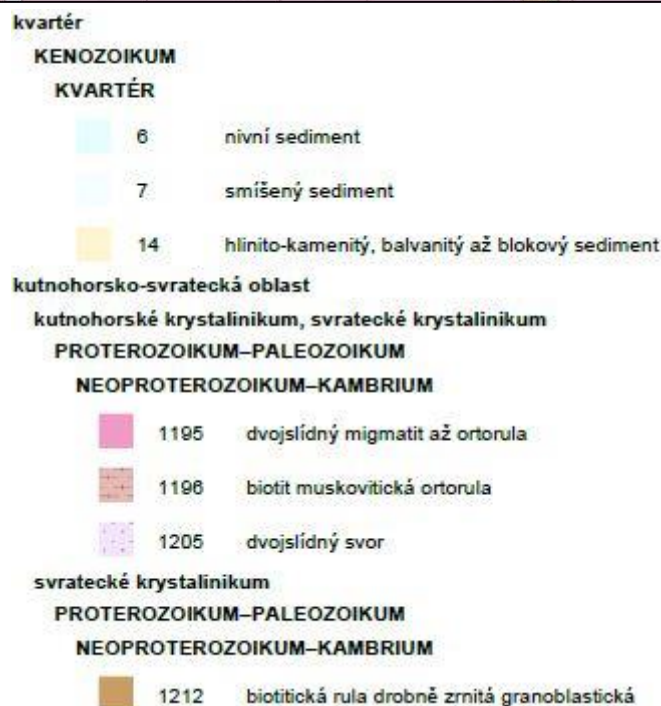 kvartér
KENOZOIKUM
KVARTÉR
6 nivní sediment
7 smíšený sediment
14 hlinito-kamenitý, balvanitý až blokový sediment
kutnohorsko-svratecká oblast
kutnohorské krystalinikum, svratecké krystalinikum
PROTEROZOIKUM–PALEOZOIKUM
NEOPROTEROZOIKUM–KAMBRIUM
1195 dvojslídný migmatit až ortorula
1196 biotit muskovitická ortorula
1205 dvojslídný svor
svratecké krystalinikum
PROTEROZOIKUM–PALEOZOIKUM
NEOPROTEROZOIKUM–KAMBRIUM
1212 biotitická rula drobně zrnitá granoblastická